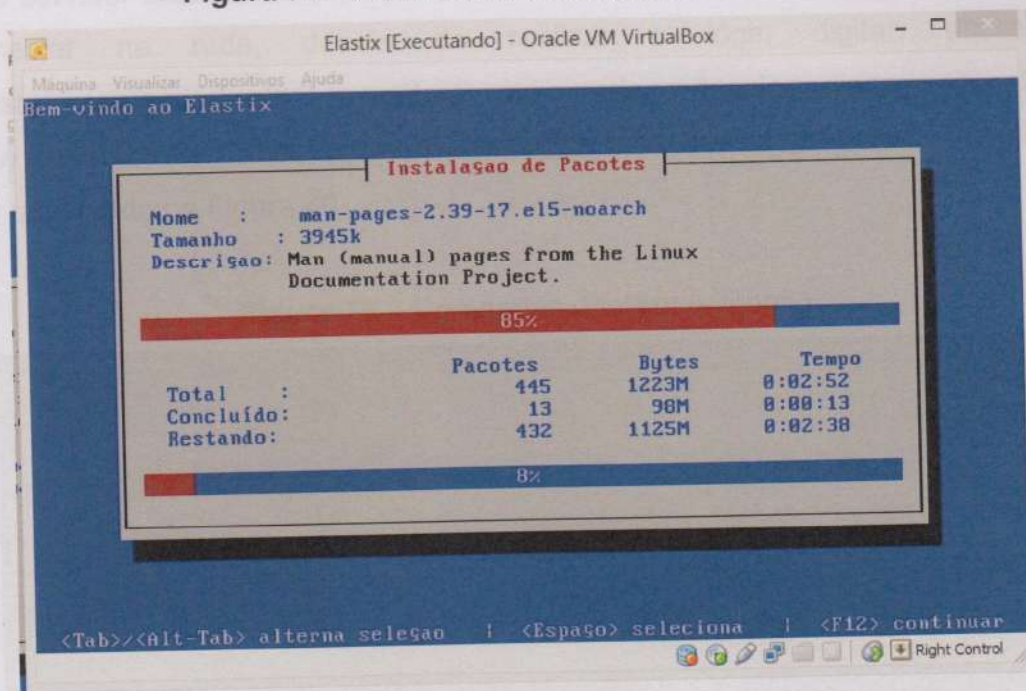 Elastix [Executando] - Oracle VM VirtualBox
Máquina Visualizar Dispositivos Ajuda
Bem-vindo ao Elastix
Instalaçao de Pacotes
Nome : man-pages-2.39-17.el5-noarch
Tamanho : 3945k
Descriçao: Man (manual) pages from the Linux
Documentation Project.
85%
Pacotes Bytes Tempo
Total : 445 1223M 0:02:52
Concluído: 13 98M 0:00:13
Restando: 432 1125M 0:02:38
8%
<Tab>/<Alt-Tab> alterna seleçao | <Espaço> seleciona | <F12> continuar
Right Control